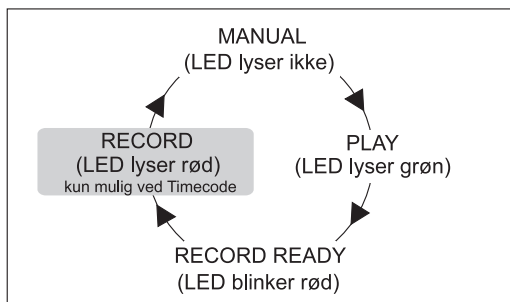 MANUAL
(LED lyser ikke)
PLAY
(LED lyser grøn)
RECORD READY
(LED blinker rød)
RECORD
(LED lyser rød)
kun mulig ved Timecode